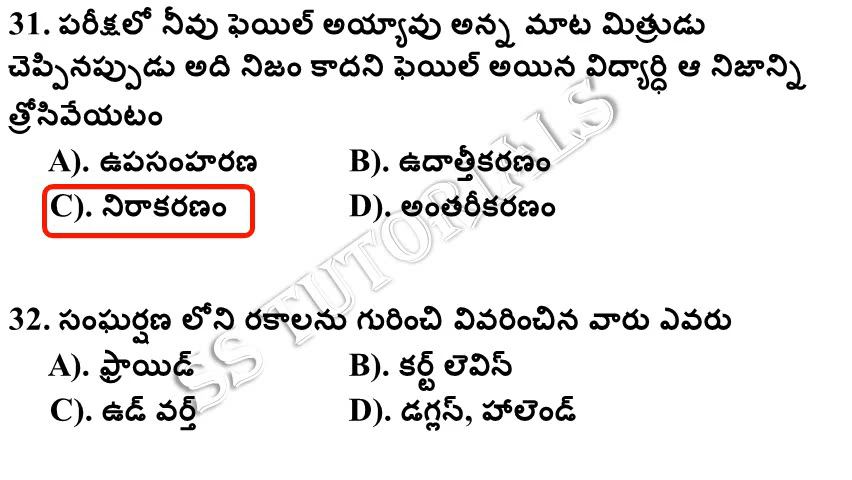 31. పరీక్షలో నీవు ఫెయిల్ అయ్యావు అన్న మాట మిత్రుడు
చెప్పినప్పుడు అది నిజం కాదని ఫెయిల్ అయిన విద్యార్ధి ఆ నిజాన్ని
త్రోసివేయటం
A). ఉపసంహరణ B). ఉదాత్తీకరణం
C). నిరాకరణం D). అంతరీకరణం
32. సంఘర్షణ లోని రకాలను గురించి వివరించిన వారు ఎవరు
A). ఫ్రాయిడ్ B). కర్ట్ లెవిస్
C). ఉడ్ వర్త్ D). డగ్లస్, హాలెండ్
SS TUTORIALS